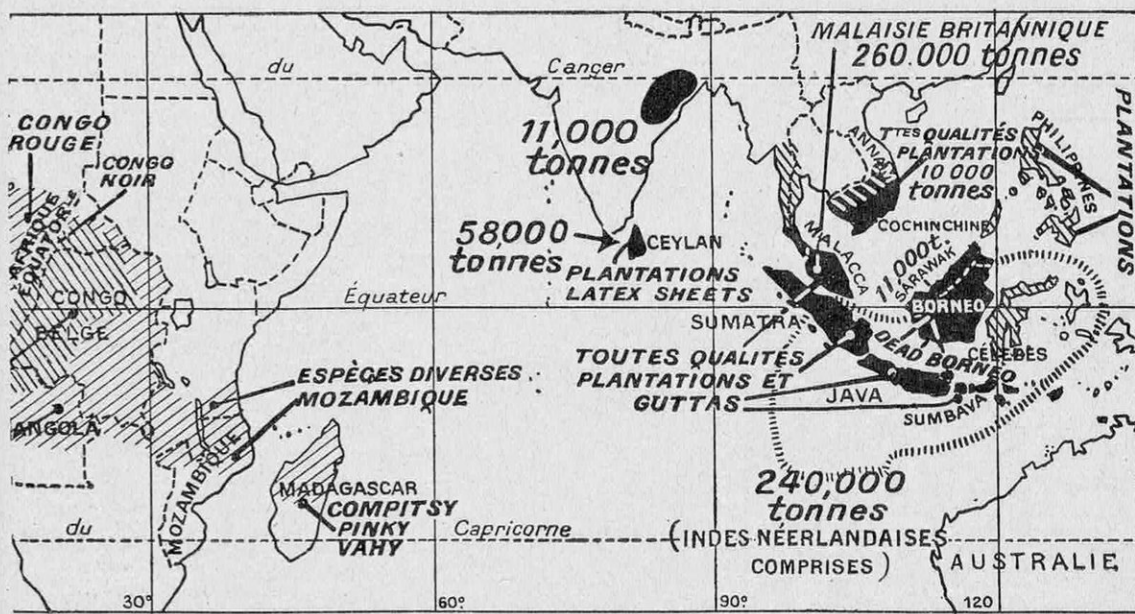 MALAISIE BRITANNIQUE
260.000 tonnes
du
Cancer
CONGO
ROUGE
CONGO
NOIR
11,000
tonnes
ANNAM
Ttes QUALITÉS
PLANTATIONS
10 000
tonnes
PHILIPPINES
PLANTATIONS
AFRIQUE
ÉQUATORle
58,000
tonnes
CEYLAN
PLANTATIONS
LATEX SHEETS
COCHINCHINE
MALACCA
11,000t.
SARAWAK
CONGO
BELGE
Équateur
BORNEO
SUMATRA
DEAD BORNEO
CÉLÈBES
TOUTES QUALITÉS
PLANTATIONS ET
GUTTAS
JAVA
SUMBAVA
ESPÈCES DIVERSES
MOZAMBIQUE
ANGOLA
MOZAMBIQUE
MADAGASCAR
COMPITSY
PINKY
VAHY
240,000
tonnes
(INDES NÉERLANDAISES
COMPRISES)
du
Capricorne
AUSTRALIE
30°
60°
90°
120